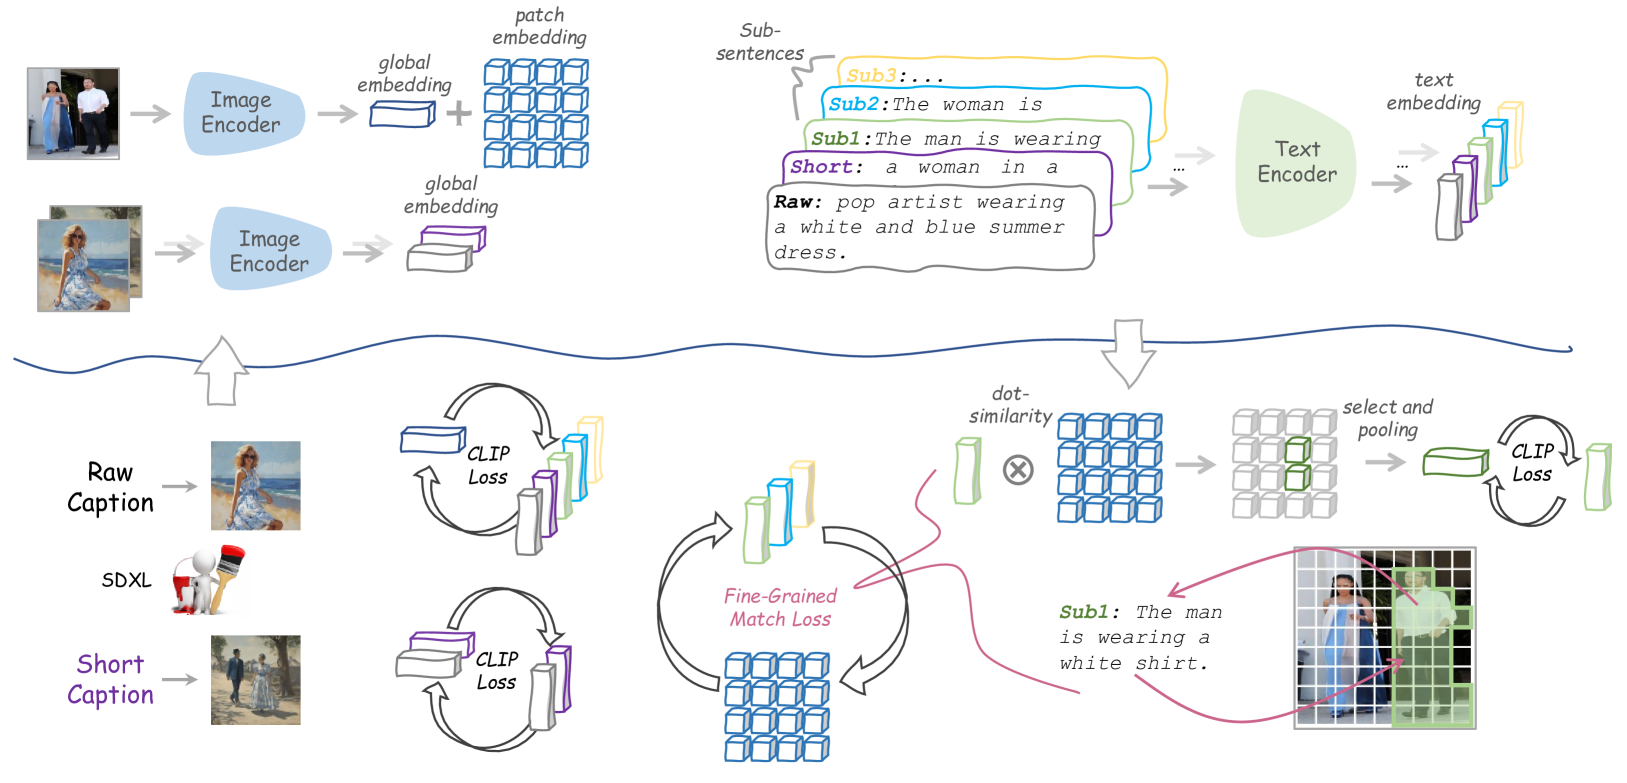 patch
embedding
global
embedding
Image
Encoder
global
embedding
Image
Encoder
Sub-
sentences
Sub3:...
Sub2:The woman is
Sub1:The man is wearing
Short: a woman in a
Raw: pop artist wearing
a white and blue summer
dress.
...
Text
Encoder
text
embedding
...
Raw
Caption
SDXL
Short
Caption
CLIP
Loss
CLIP
Loss
Fine-Grained
Match Loss
dot-
similarity
select and
pooling
CLIP
Loss
Sub1: The man
is wearing a
white shirt.